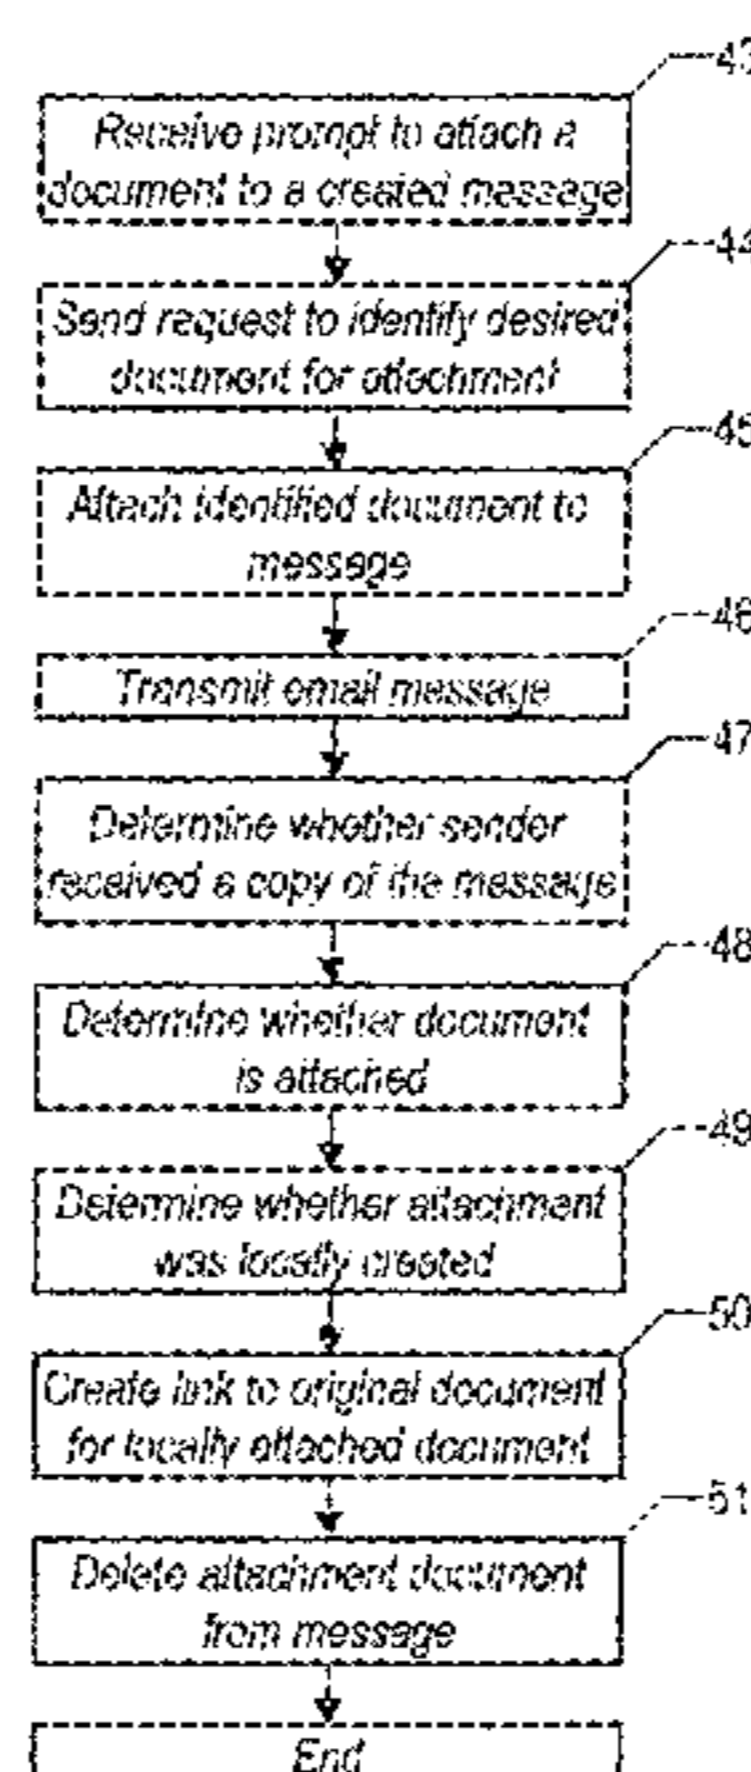 43
Receive prompt to attach a
document to a created message
44
Send request to identify desired
document for attachment
45
Attach identified document to
message
46
Transmit email message
47
Determine whether sender
received a copy of the message
48
Determine whether document
is attached
49
Determine whether attachment
was locally created
50
Create link to original document
for locally attached document
51
Delete attachment document
from message
End